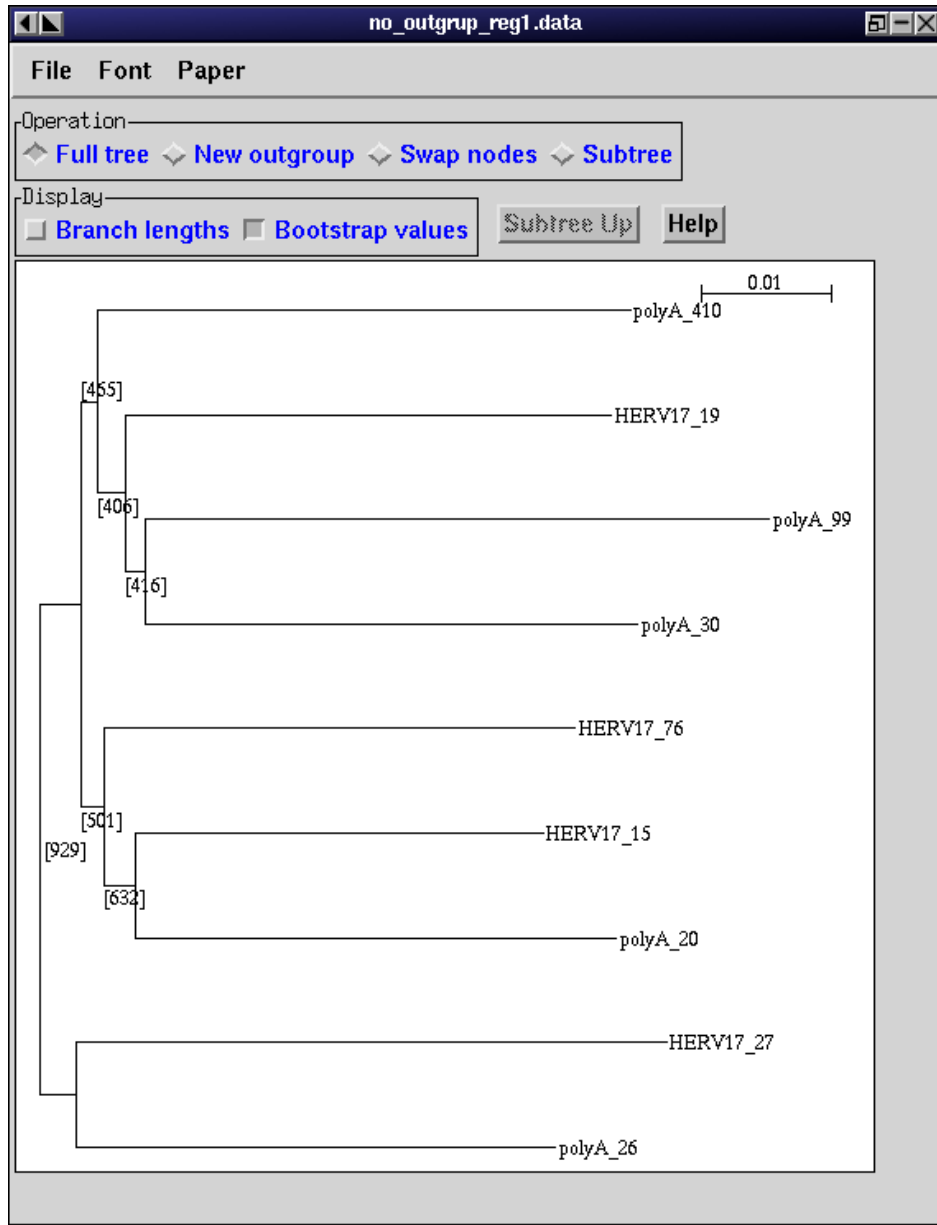 no_outgrup_reg1.data
File Font Paper
Operation
Full tree New outgroup Swap nodes Subtree
Display
Branch lengths Bootstrap values Subtree Up Help
0.01
polyA_410
[455]
HERV17_19
[406]
polyA_99
[416]
polyA_30
HERV17_76
[501]
HERV17_15
[929]
[632]
polyA_20
HERV17_27
polyA_26